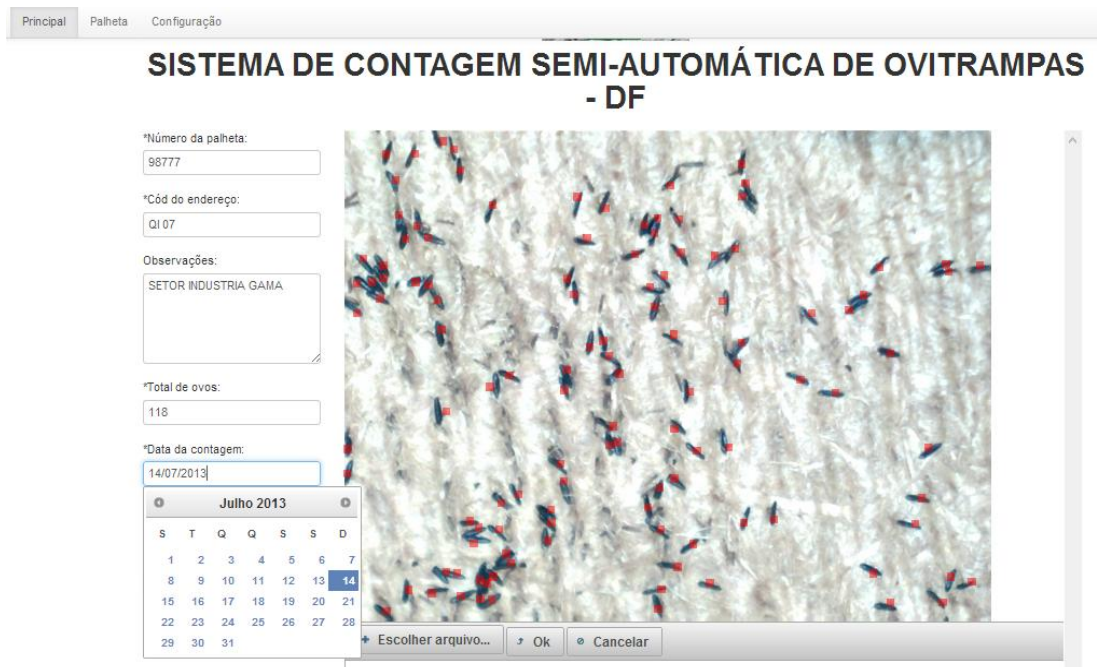 Principal Palheta Configuração
SISTEMA DE CONTAGEM SEMI-AUTOMÁTICA DE OVITRAMPAS
- DF
*Número da palheta:
98777
*Cód do endereço:
QI 07
Observações:
SETOR INDUSTRIA GAMA
*Total de ovos:
118
*Data da contagem:
14/07/2013
Julho 2013
S T Q Q S S D
1 2 3 4 5 6 7
8 9 10 11 12 13 14
15 16 17 18 19 20 21
22 23 24 25 26 27 28
29 30 31
Escolher arquivo... Ok Cancelar